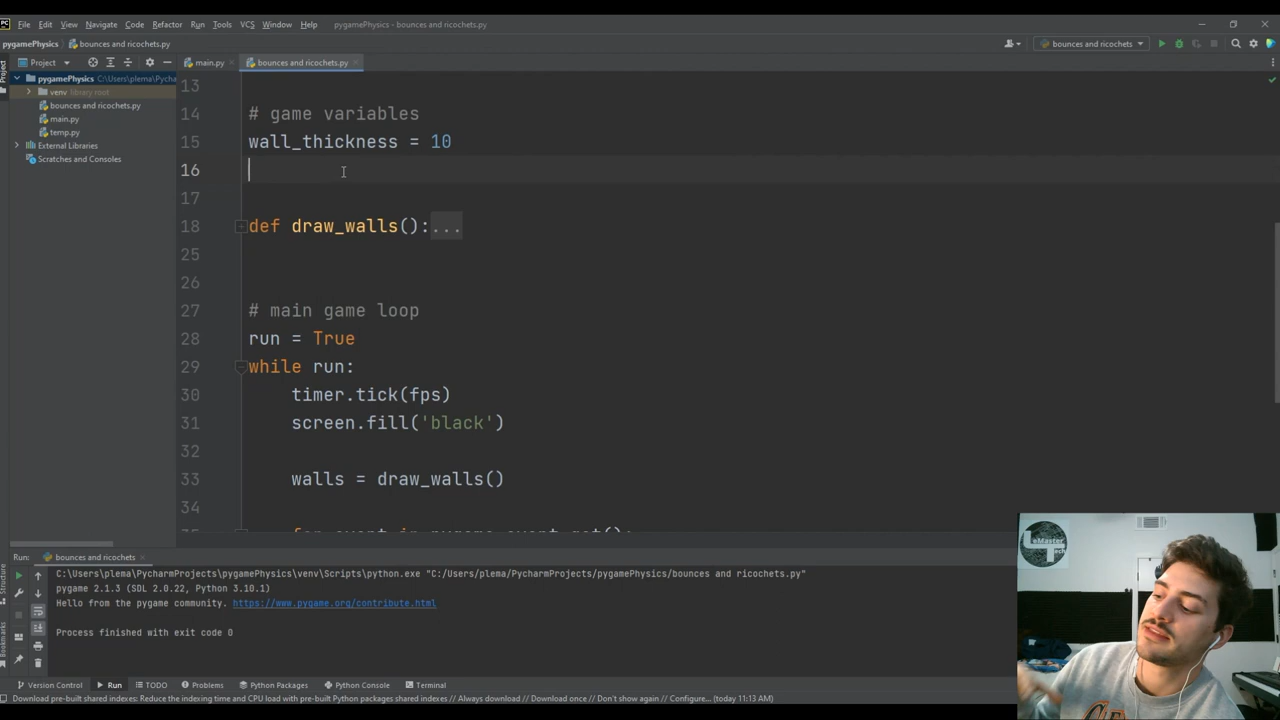 PC File Edit View Navigate Code Refactor Run Tools VCS Window Help pygamePhysics - bounces and ricochets.py
pygamePhysics bounces and ricochets.py bounces and ricochets
Project
Project main.py bounces and ricochets.py
pygamePhysics C:\Users\plema\Pycha
venv library root
bounces and ricochets.py
main.py
temp.py
External Libraries
Scratches and Consoles
13
14 # game variables
15 wall_thickness = 10
16
17
18 def draw_walls():...
25
26
27 # main game loop
28 run = True
29 while run:
30 timer.tick(fps)
31 screen.fill('black')
32
33 walls = draw_walls()
34
35 for event in pygame.event.get():
Run: bounces and ricochets
C:\Users\plema\PycharmProjects\pygamePhysics\venv\Scripts\python.exe "C:/Users/plema/PycharmProjects/pygamePhysics/bounces and ricochets.py"
pygame 2.1.3 (SDL 2.0.22, Python 3.10.1)
Hello from the pygame community. https://www.pygame.org/contribute.html
Process finished with exit code 0
Structure
Bookmarks
Version Control Run TODO Problems Python Packages Python Console Terminal
Download pre-built shared indexes: Reduce the indexing time and CPU load with pre-built Python packages shared indexes // Always download // Download once // Don't show again // Configure... (today 11:13 AM)
eMaster
Tech